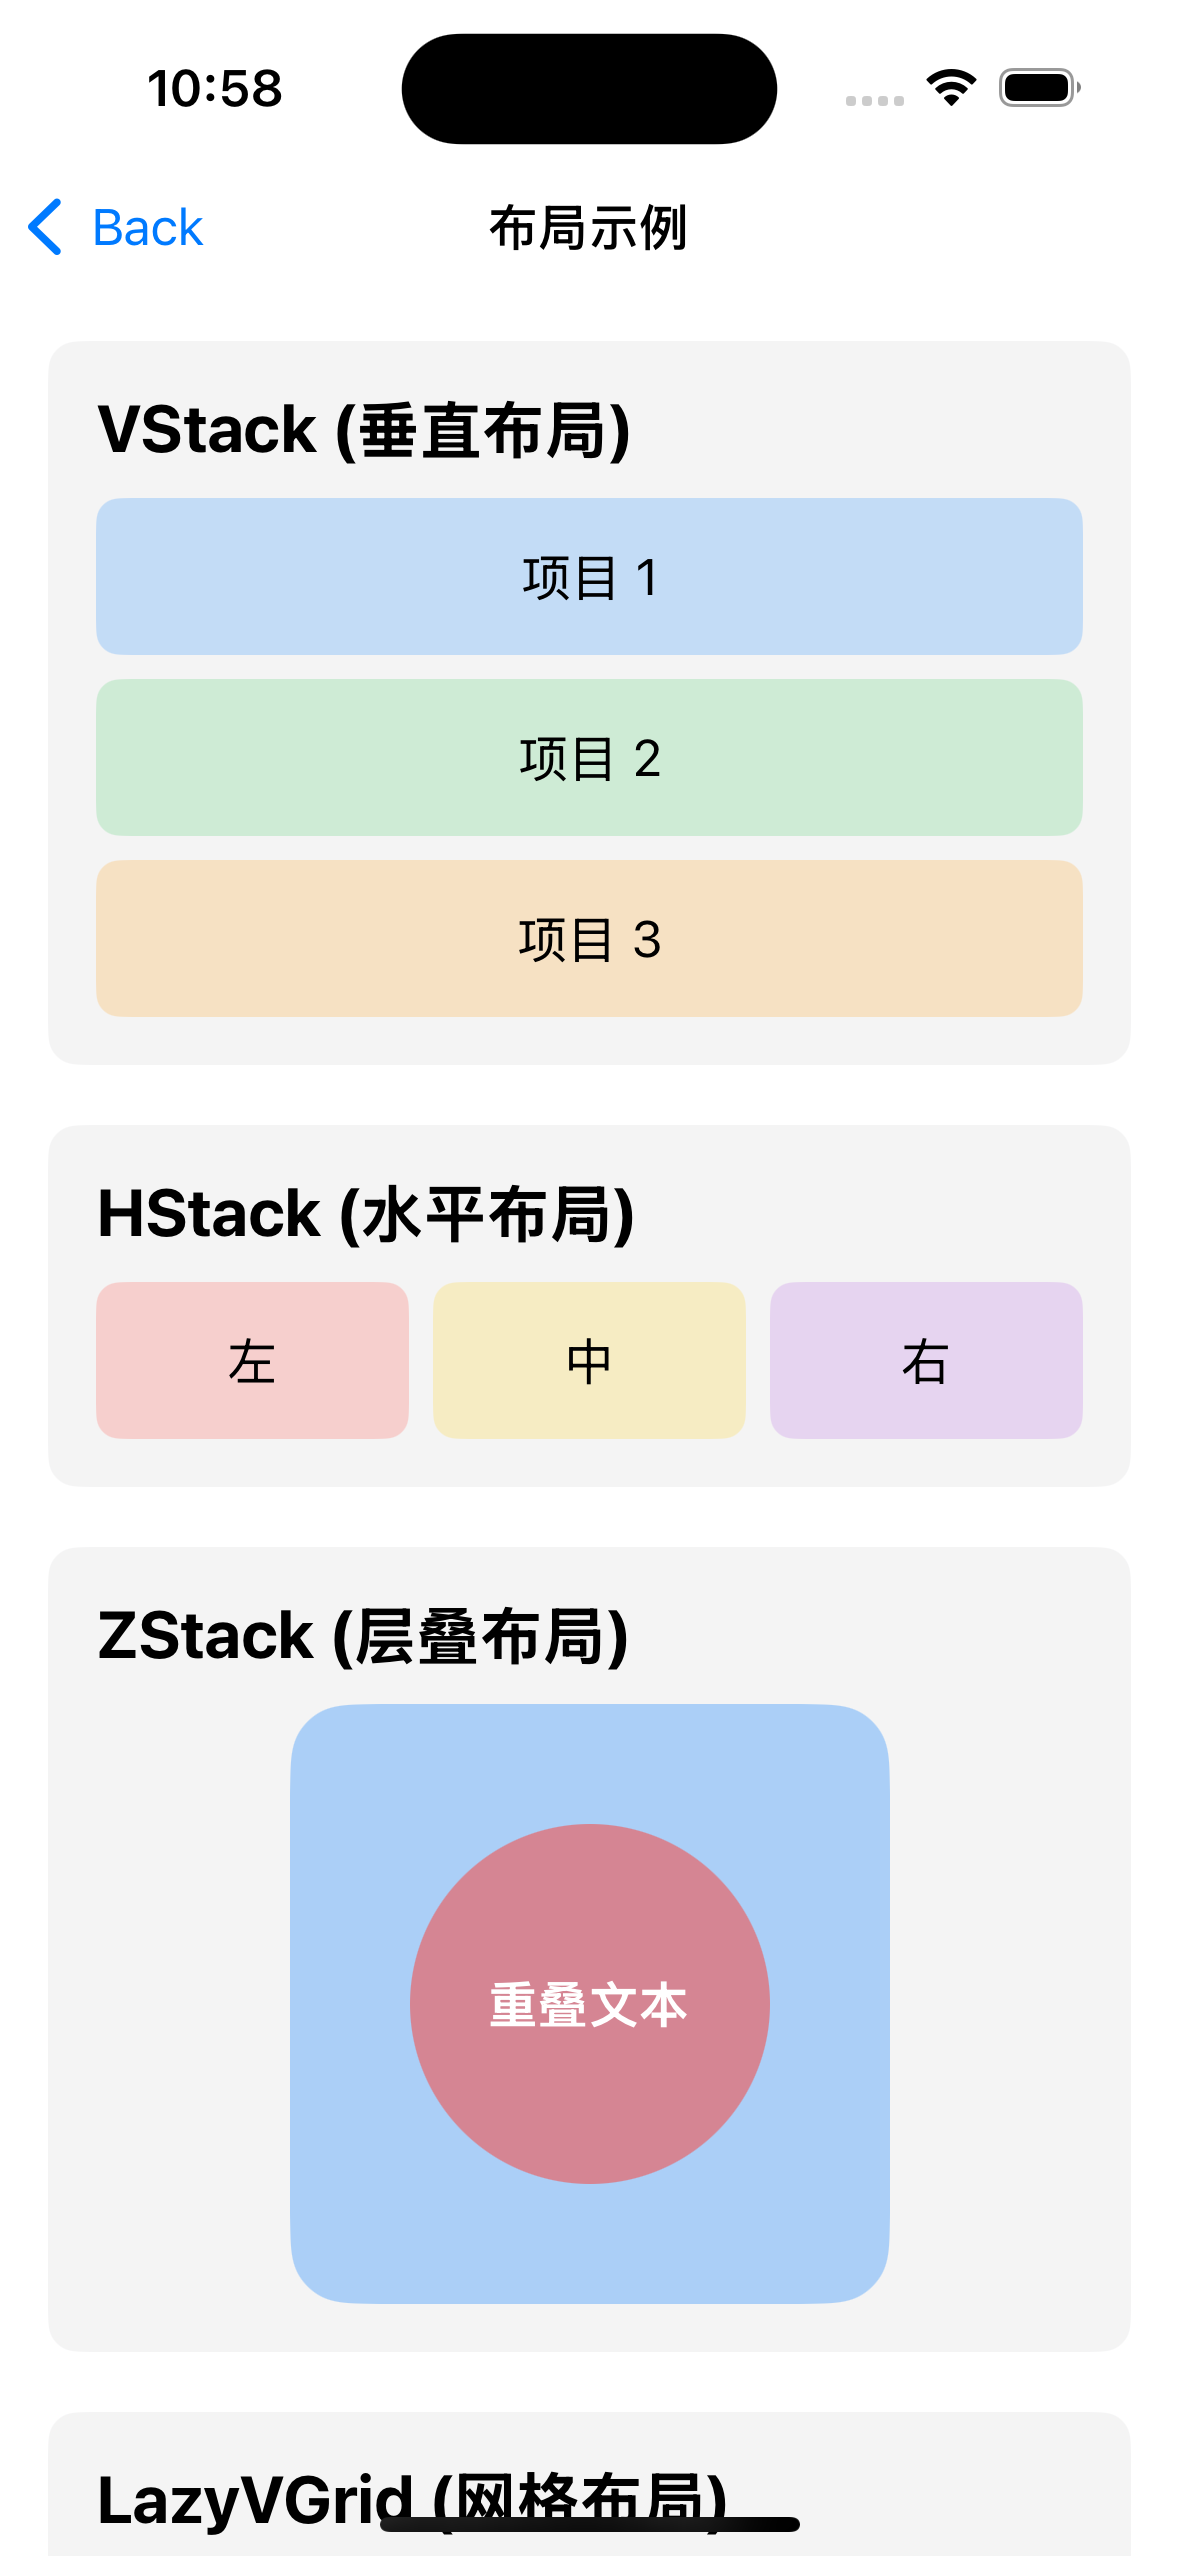 10:58
Back
布局示例
VStack (垂直布局)
项目 1
项目 2
项目 3
HStack (水平布局)
左
中
右
ZStack (层叠布局)
重叠文本
LazyVGrid (网格布局)